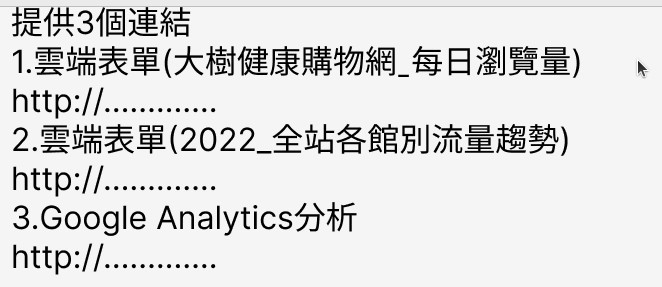 提供3個連結
1.雲端表單(大樹健康購物網_每日瀏覽量)
http://.............
2.雲端表單(2022_全站各館別流量趨勢)
http://.............
3.Google Analytics分析
http://.............